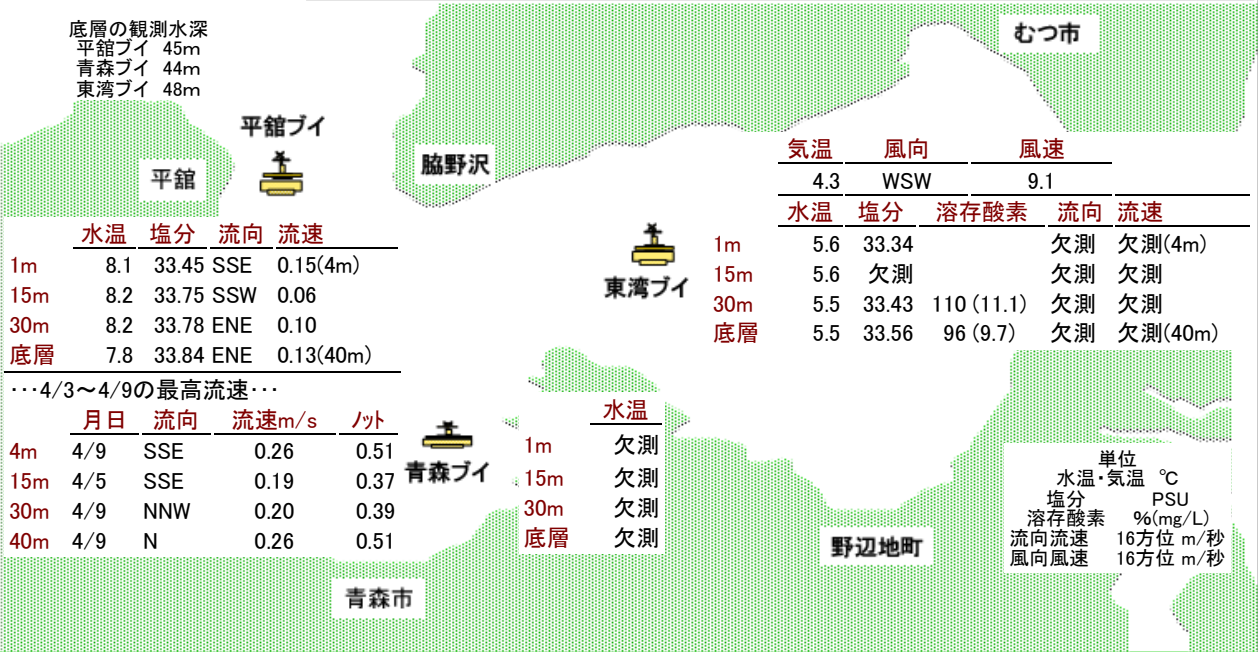 底層の観測水深
平舘ブイ 45m
青森ブイ 44m
東湾ブイ 48m
むつ市
平舘ブイ
脇野沢
平舘
気温 風向 風速
4.3 WSW 9.1
水温 塩分 溶存酸素 流向 流速
1m 5.6 33.34 欠測 欠測(4m)
15m 5.6 欠測 欠測 欠測
30m 5.5 33.43 110 (11.1) 欠測 欠測
底層 5.5 33.56 96 (9.7) 欠測 欠測(40m)
東湾ブイ
水温 塩分 流向 流速
1m 8.1 33.45 SSE 0.15(4m)
15m 8.2 33.75 SSW 0.06
30m 8.2 33.78 ENE 0.10
底層 7.8 33.84 ENE 0.13(40m)
･･･4/3～4/9の最高流速･･･
月日 流向 流速m/s ﾉｯﾄ
4m 4/9 SSE 0.26 0.51
15m 4/5 SSE 0.19 0.37
30m 4/9 NNW 0.20 0.39
40m 4/9 N 0.26 0.51
青森ブイ
水温
1m 欠測
15m 欠測
30m 欠測
底層 欠測
単位
水温･気温 ℃
塩分 PSU
溶存酸素 %(mg/L)
流向流速 16方位 m/秒
風向風速 16方位 m/秒
野辺地町
青森市